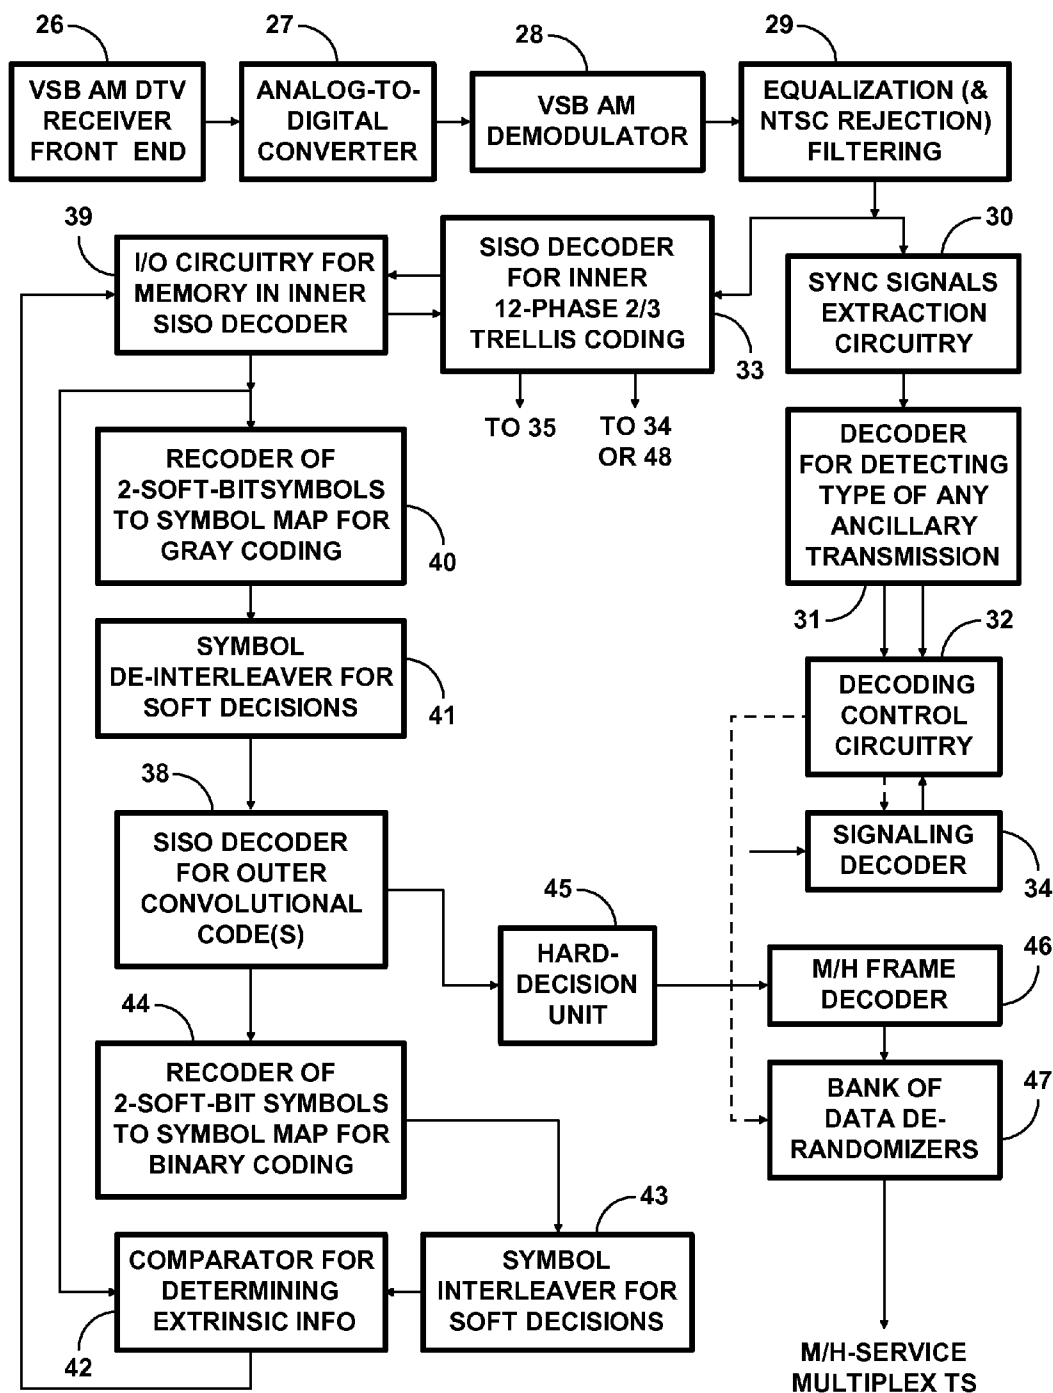 26
27
28
29
VSB AM DTV
RECEIVER
FRONT END
ANALOG-TO-
DIGITAL
CONVERTER
VSB AM
DEMODULATOR
EQUALIZATION (&
NTSC REJECTION)
FILTERING
39
I/O CIRCUITRY FOR
MEMORY IN INNER
SISO DECODER
SISO DECODER
FOR INNER
12-PHASE 2/3
TRELLIS CODING
33
30
SYNC SIGNALS
EXTRACTION
CIRCUITRY
TO 35
TO 34
OR 48
DECODER
FOR DETECTING
TYPE OF ANY
ANCILLARY
TRANSMISSION
31
32
RECODER OF
2-SOFT-BITSYMBOLS
TO SYMBOL MAP FOR
GRAY CODING
40
SYMBOL
DE-INTERLEAVER FOR
SOFT DECISIONS
41
DECODING
CONTROL
CIRCUITRY
38
SISO DECODER
FOR OUTER
CONVOLUTIONAL
CODE(S)
SIGNALING
DECODER
34
45
HARD-
DECISION
UNIT
46
M/H FRAME
DECODER
44
RECODER OF
2-SOFT-BIT SYMBOLS
TO SYMBOL MAP FOR
BINARY CODING
47
BANK OF
DATA DE-
RANDOMIZERS
43
COMPARATOR FOR
DETERMINING
EXTRINSIC INFO
42
SYMBOL
INTERLEAVER FOR
SOFT DECISIONS
M/H-SERVICE
MULTIPLEX TS